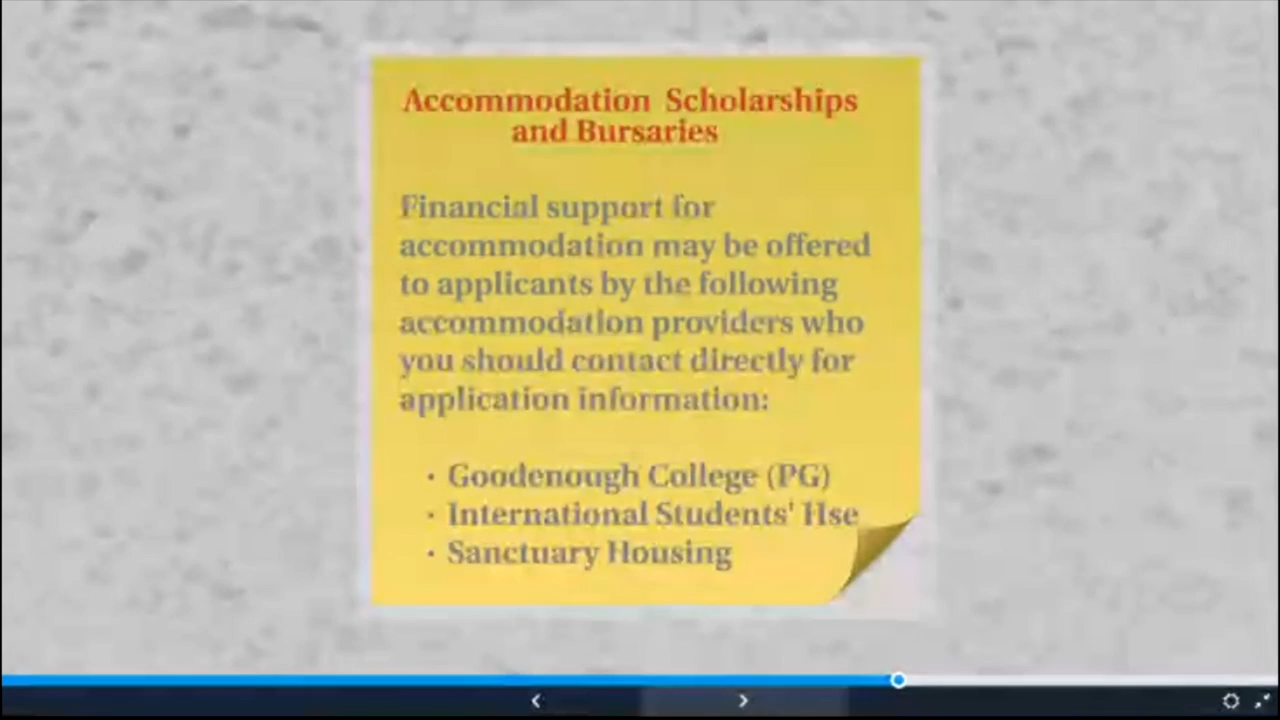 Accommodation Scholarships
and Bursaries
Financial support for
accommodation may be offered
to applicants by the following
accommodation providers who
you should contact directly for
application information:
· Goodenough College (PG)
· International Students' Hse
· Sanctuary Housing